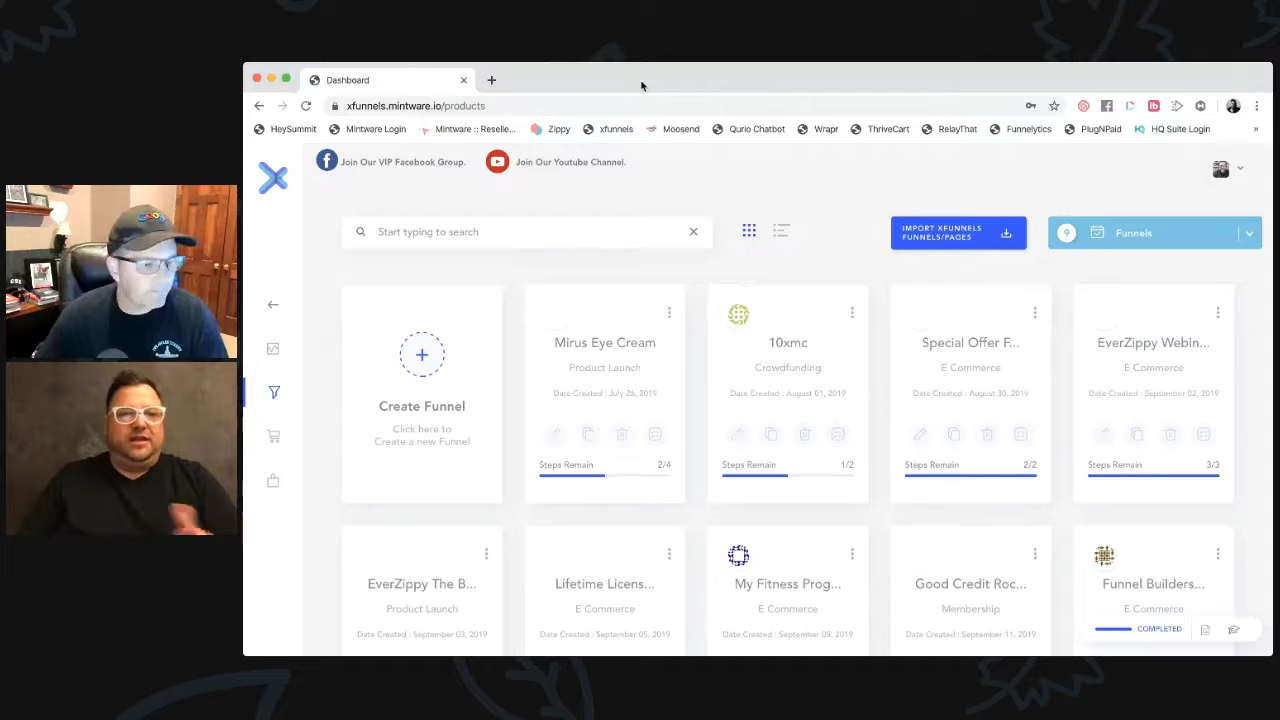 Dashboard
xfunnels.mintware.io/products
HeySummit
Mintware Login
Mintware :: Reselle...
Zippy
xfunnels
Moosend
Qurio Chatbot
Wrapr
ThriveCart
RelayThat
Funnelytics
PlugNPaid
HQ Suite Login
»
Join Our VIP Facebook Group.
Join Our Youtube Channel.
Start typing to search
IMPORT XFUNNELS
FUNNELS/PAGES
9
Funnels
Create Funnel
Click here to
Create a new Funnel
Mirus Eye Cream
Product Launch
Date Created : July 26, 2019
Steps Remain 2/4
10xmc
Crowdfunding
Date Created : August 01, 2019
Steps Remain 1/2
Special Offer F...
E Commerce
Date Created : August 30, 2019
Steps Remain 2/2
EverZippy Webin...
E Commerce
Date Created : September 02, 2019
Steps Remain 3/3
EverZippy The B...
Product Launch
Date Created : September 03, 2019
Lifetime Licens...
E Commerce
Date Created : September 05, 2019
My Fitness Prog...
E Commerce
Date Created : September 05, 2019
Good Credit Roc...
Membership
Date Created : September 11, 2019
Funnel Builders...
E Commerce
COMPLETED